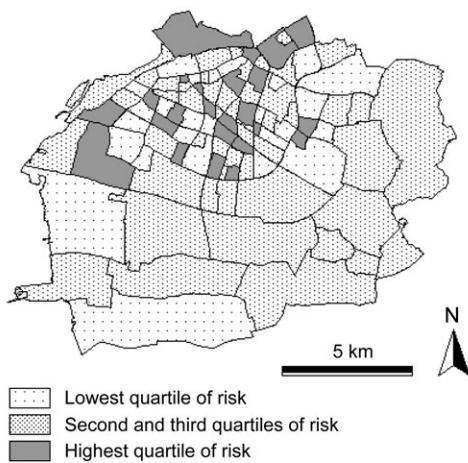 N
5 km
Lowest quartile of risk
Second and third quartiles of risk
Highest quartile of risk